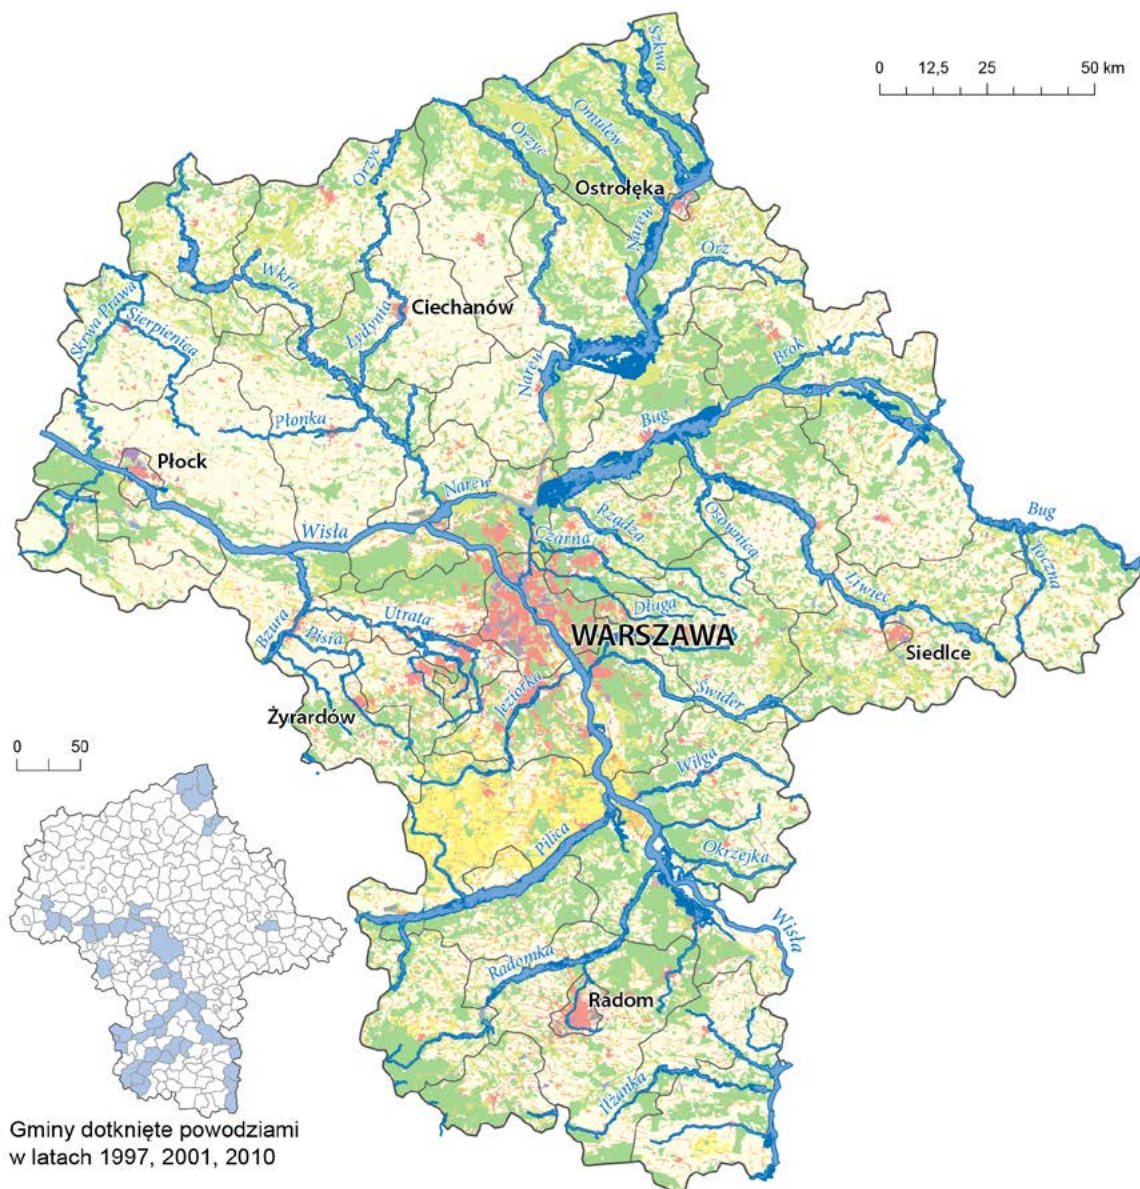 Szkwa
0 12,5 25 50 km
Omulew
Orzyc
Orzyc
Ostrołęka
Narew
Orz
Wkra
Skrwa Prawa
Sierpienica
Łydynia
Ciechanów
Narew
Brok
Płonka
Bug
Płock
Narew
Wisła
Rządza
Czarna
Osownica
Bug
Toczna
Liwiec
Długa
Bzura
Utrata
Pisia
WARSZAWA
Siedlce
Świder
Jeziorka
Żyrardów
0 50
Wilga
Pilica
Okrzejka
Wisła
Radomka
Radom
Iłżanka
Gminy dotknięte powodziami
w latach 1997, 2001, 2010